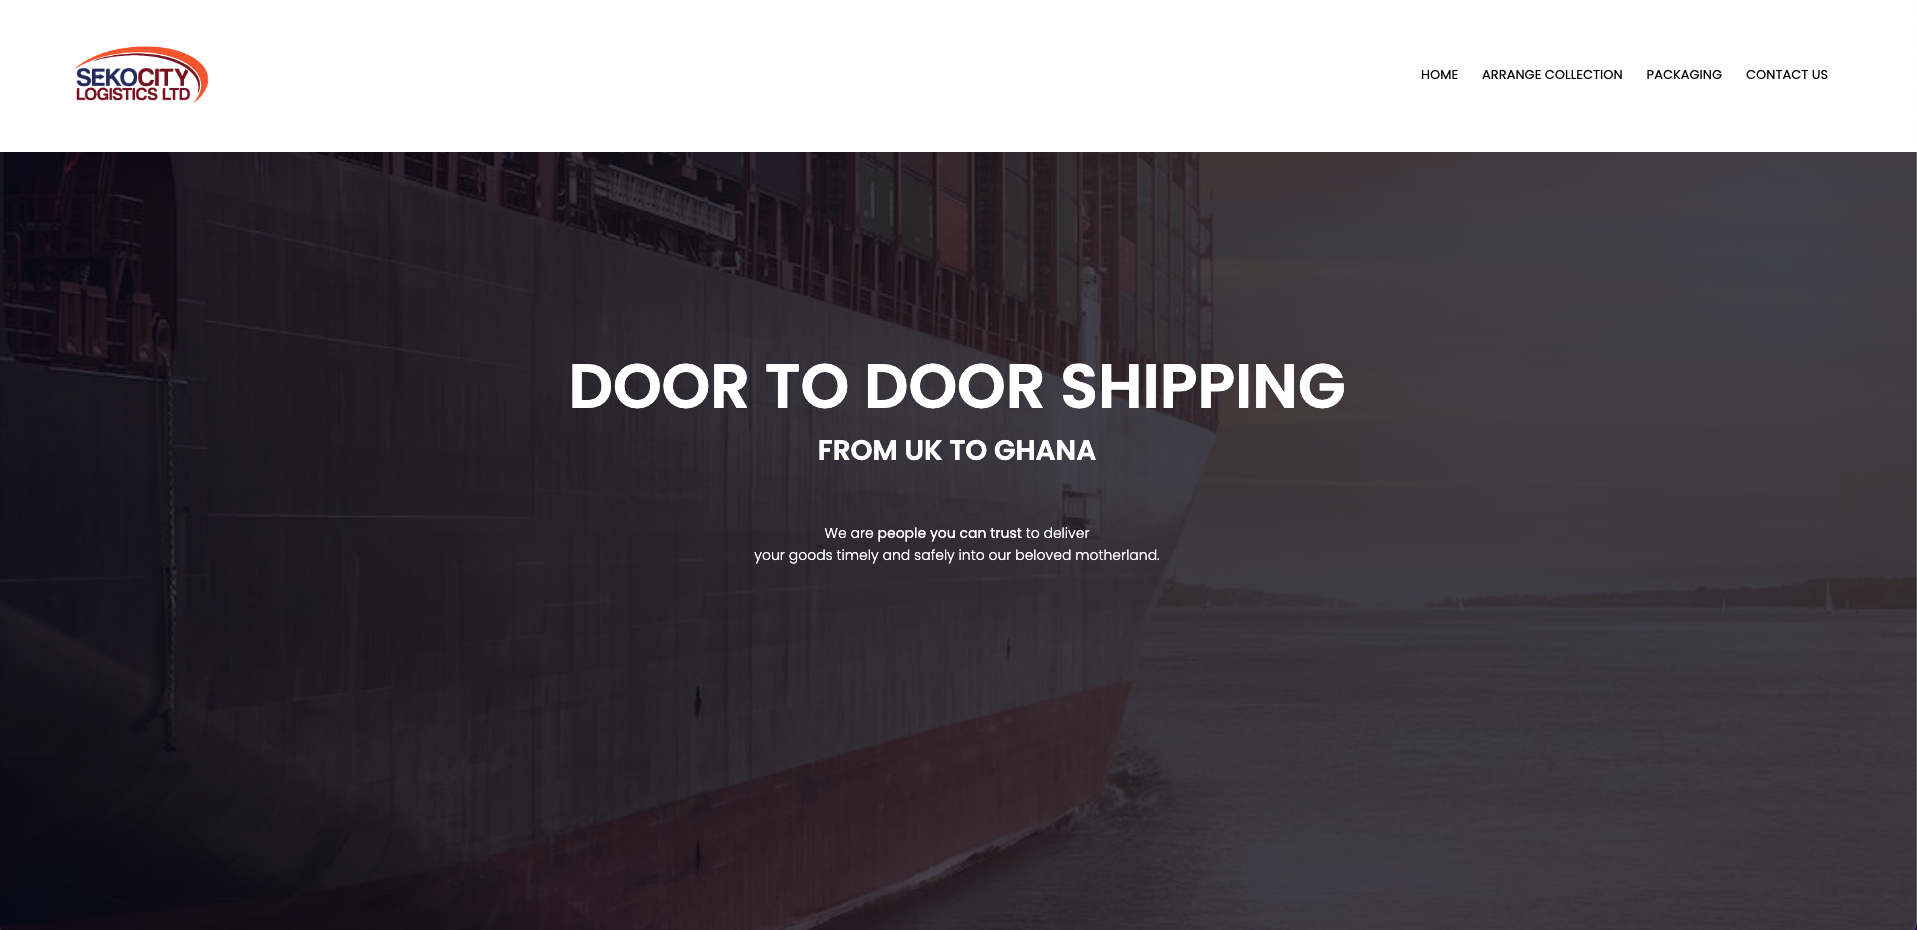 SEKOCITY
LOGISTICS LTD
HOME
ARRANGE COLLECTION
PACKAGING
CONTACT US
DOOR TO DOOR SHIPPING
FROM UK TO GHANA
We are people you can trust to deliver
your goods timely and safely into our beloved motherland.